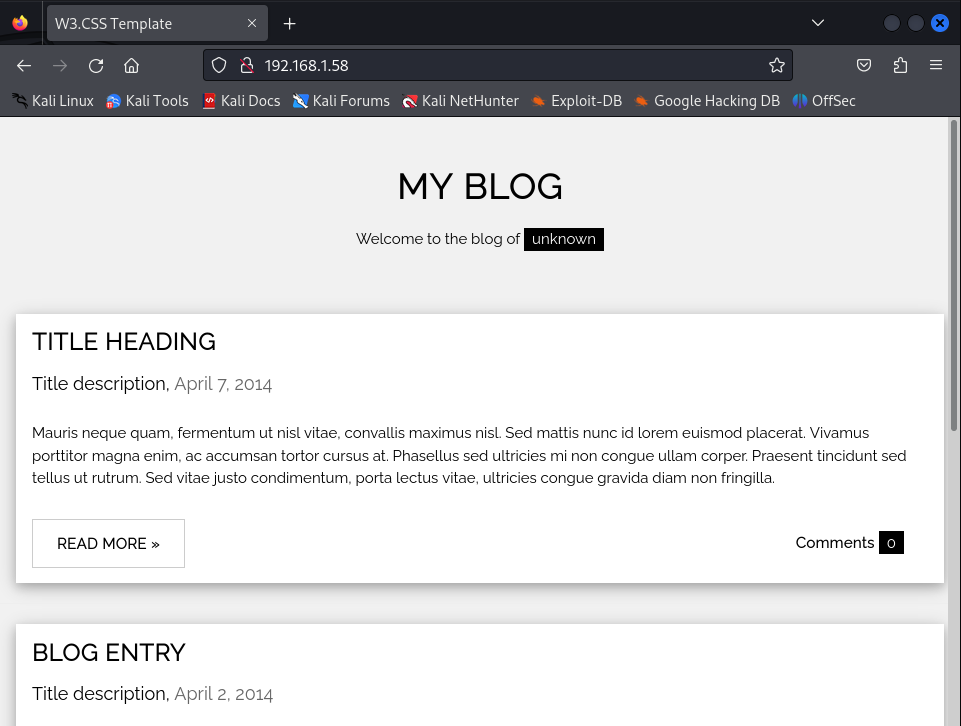 W3.CSS Template
192.168.1.58
Kali Linux Kali Tools Kali Docs Kali Forums Kali NetHunter Exploit-DB Google Hacking DB OffSec
MY BLOG
Welcome to the blog of unknown
TITLE HEADING
Title description, April 7, 2014
Mauris neque quam, fermentum ut nisl vitae, convallis maximus nisl. Sed mattis nunc id lorem euismod placerat. Vivamus
porttitor magna enim, ac accumsan tortor cursus at. Phasellus sed ultricies mi non congue ullam corper. Praesent tincidunt sed
tellus ut rutrum. Sed vitae justo condimentum, porta lectus vitae, ultricies congue gravida diam non fringilla.
READ MORE » Comments 0
BLOG ENTRY
Title description, April 2, 2014